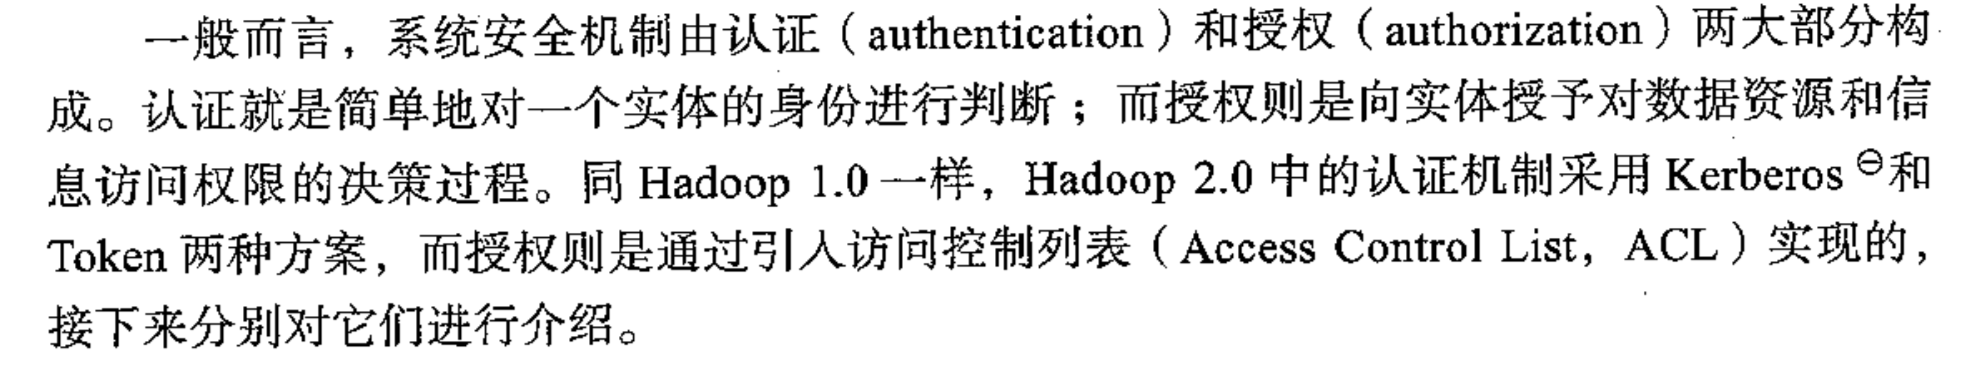 一般而言，系统安全机制由认证（authentication）和授权（authorization）两大部分构
成。认证就是简单地对一个实体的身份进行判断；而授权则是向实体授予对数据资源和信
息访问权限的决策过程。同 Hadoop 1.0 一样，Hadoop 2.0 中的认证机制采用 Kerberos ⊖和
Token 两种方案，而授权则是通过引入访问控制列表（Access Control List，ACL）实现的，
接下来分别对它们进行介绍。